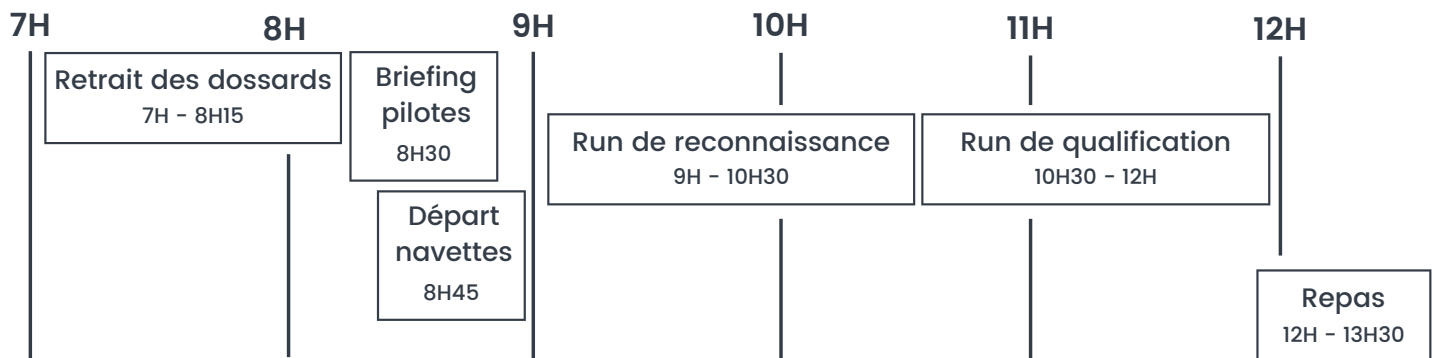 7H
8H
9H
10H
11H
12H
Retrait des dossards
7H - 8H15
Briefing
pilotes
8H30
Départ
navettes
8H45
Run de reconnaissance
9H - 10H30
Run de qualification
10H30 - 12H
Repas
12H - 13H30